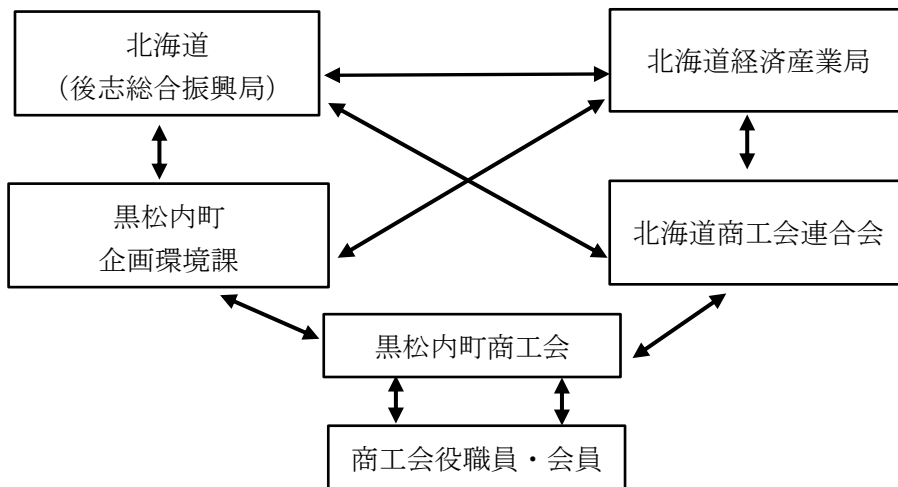 北海道
（後志総合振興局）
北海道経済産業局
黒松内町
企画環境課
北海道商工会連合会
黒松内町商工会
商工会役職員・会員